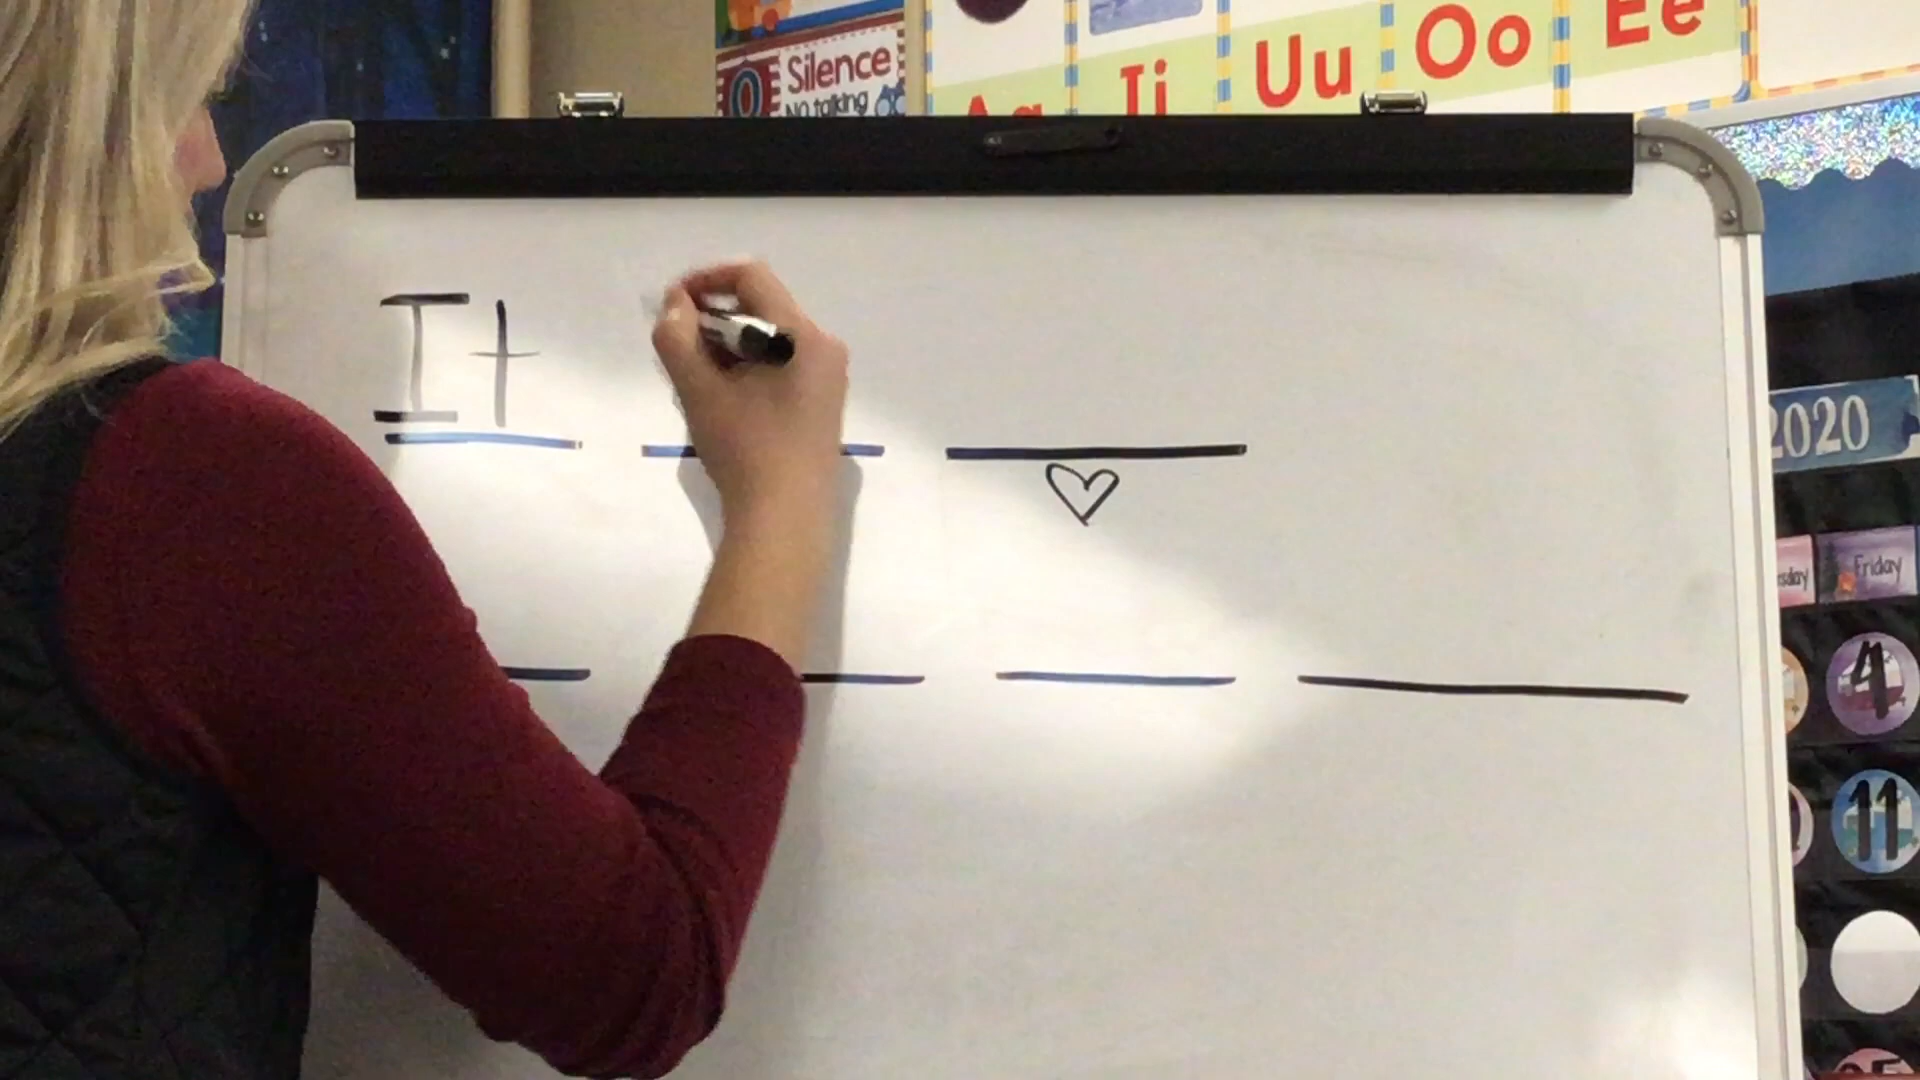 Silence
No talking
Aa Ii Uu Oo Ee
It
2020
Friday
4
11